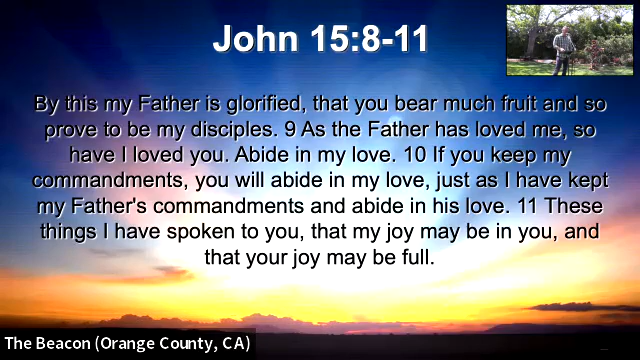 John 15:8-11
By this my Father is glorified, that you bear much fruit and so
prove to be my disciples. 9 As the Father has loved me, so
have I loved you. Abide in my love. 10 If you keep my
commandments, you will abide in my love, just as I have kept
my Father's commandments and abide in his love. 11 These
things I have spoken to you, that my joy may be in you, and
that your joy may be full.
The Beacon (Orange County, CA)